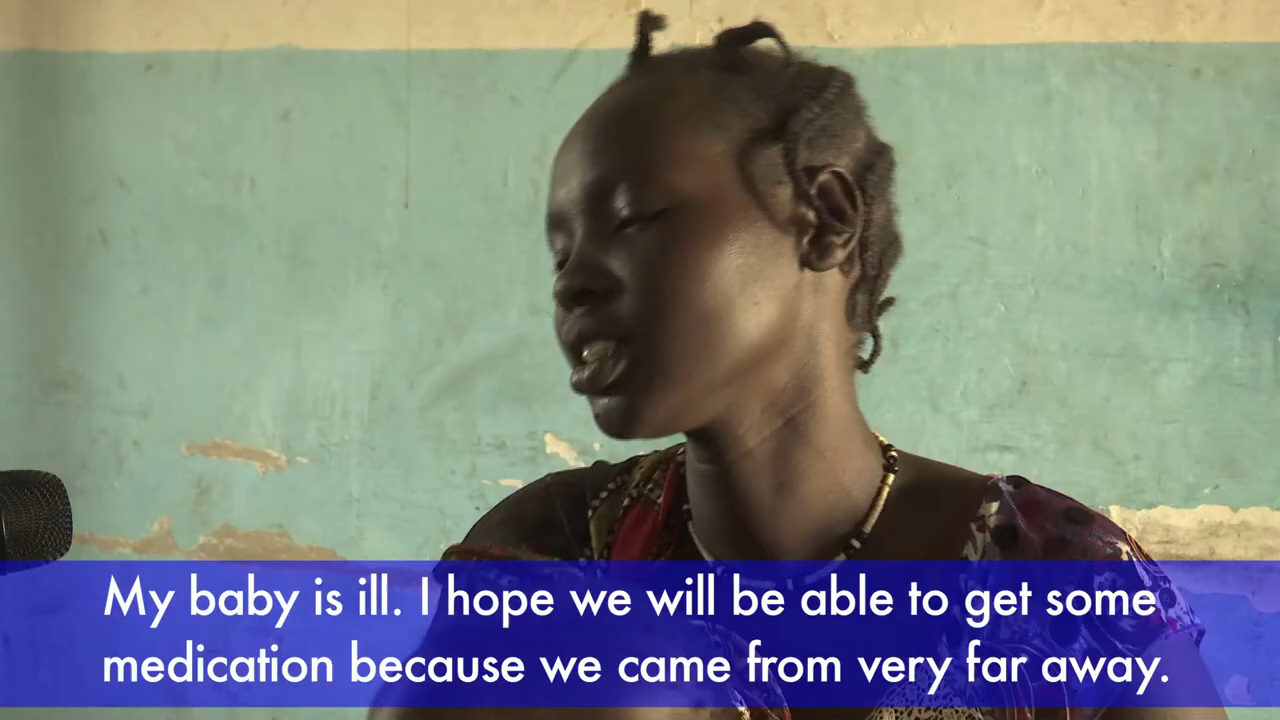 My baby is ill. I hope we will be able to get some
medication because we came from very far away.